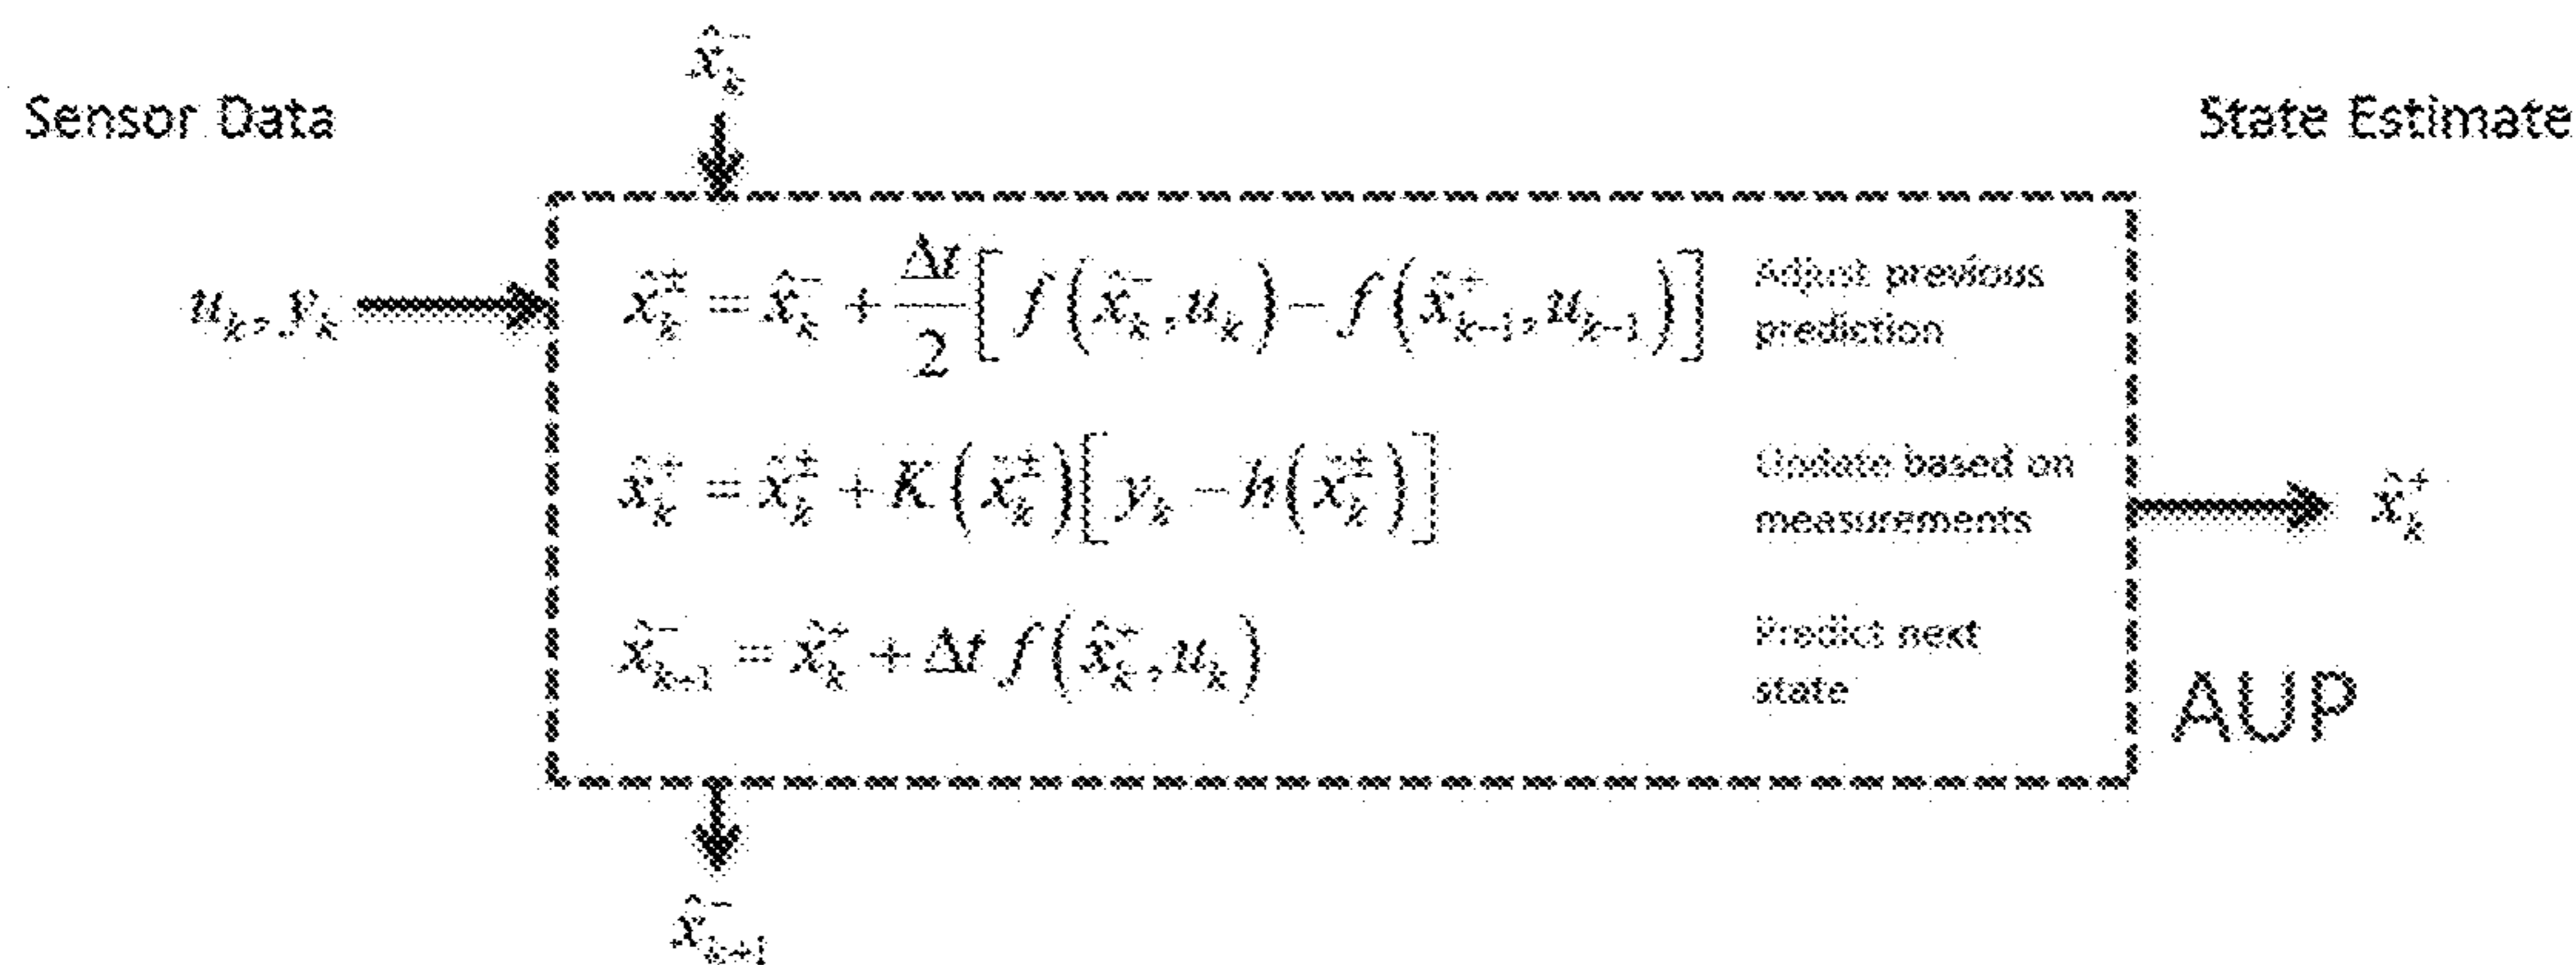 x̂ₖ⁻
Sensor Data
State Estimate
uₖ, yₖ
x̂ₖ^± = x̂ₖ⁻ + Δt/2 [ f(x̂ₖ⁻, uₖ) − f(x̂ₖ₋₁⁺, uₖ₋₁) ]
Adjust previous
prediction
x̂ₖ⁺ = x̂ₖ^± + K(x̂ₖ^±)[ yₖ − h(x̂ₖ^±) ]
Update based on
measurements
x̂ₖ⁺
x̂ₖ₊₁⁻ = x̂ₖ⁺ + Δt f(x̂ₖ⁺, uₖ)
Predict next
state
AUP
x̂ₖ₊₁⁻